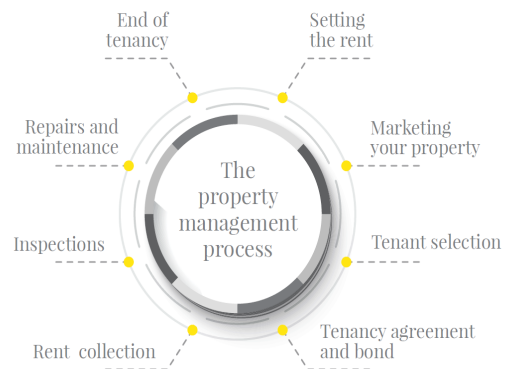 End of
tenancy
Setting
the rent
Repairs and
maintenance
Marketing
your property
The
property
management
process
Inspections
Tenant selection
Rent collection
Tenancy agreement
and bond